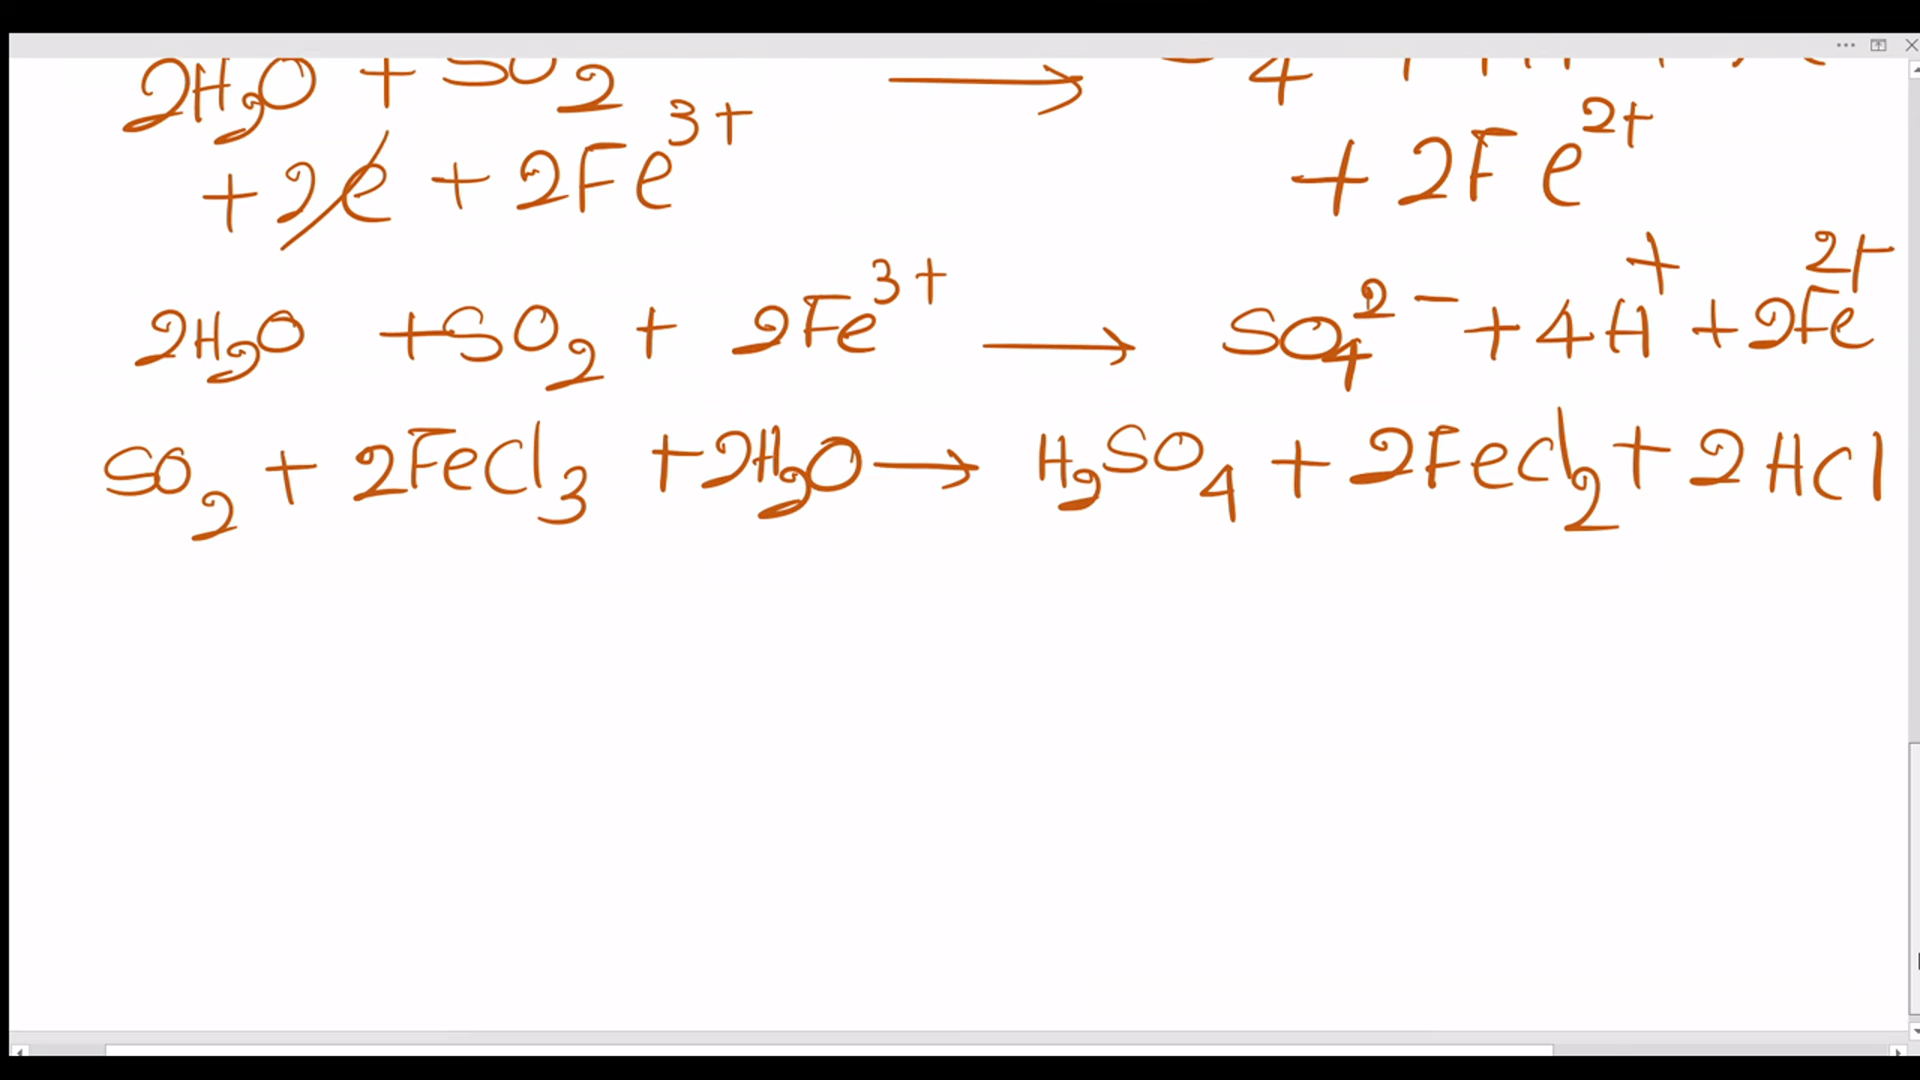 2H₂O + SO₂ ⟶
+ 2e + 2Fe³⁺ + 2Fe²⁺
2H₂O + SO₂ + 2Fe³⁺ ⟶ SO₄²⁻ + 4H⁺ + 2Fe²⁺
SO₂ + 2FeCl₃ + 2H₂O ⟶ H₂SO₄ + 2FeCl₂ + 2HCl